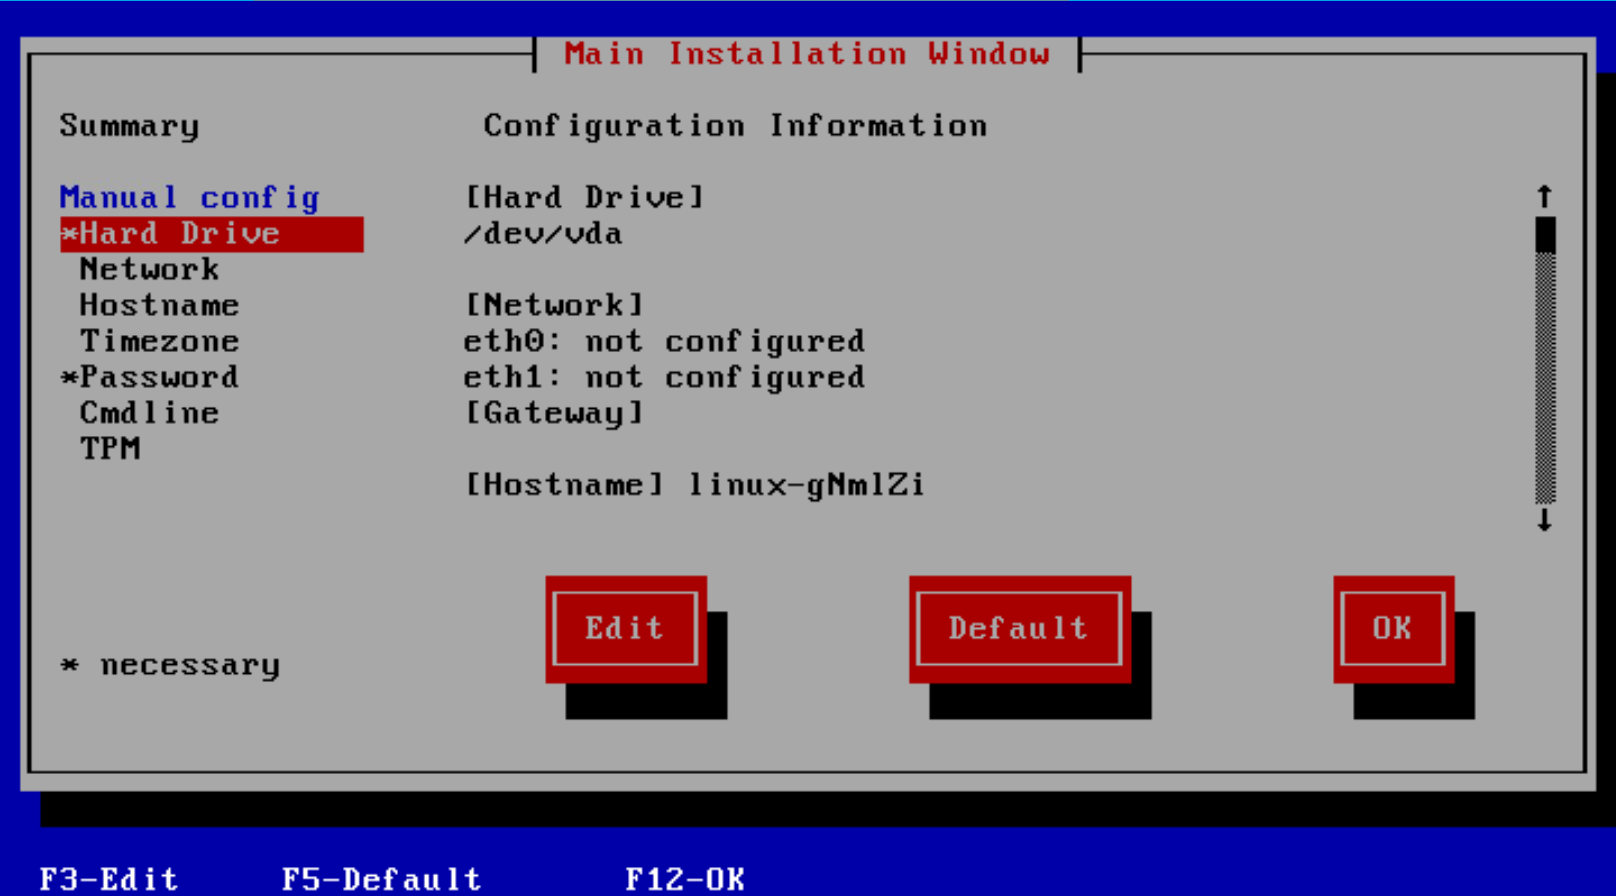 Main Installation Window
Summary Configuration Information
Manual config [Hard Drive]
*Hard Drive /dev/vda
Network
Hostname [Network]
Timezone eth0: not configured
*Password eth1: not configured
Cmdline [Gateway]
TPM
[Hostname] linux-gNmlZi
Edit Default OK
* necessary
F3-Edit F5-Default F12-OK